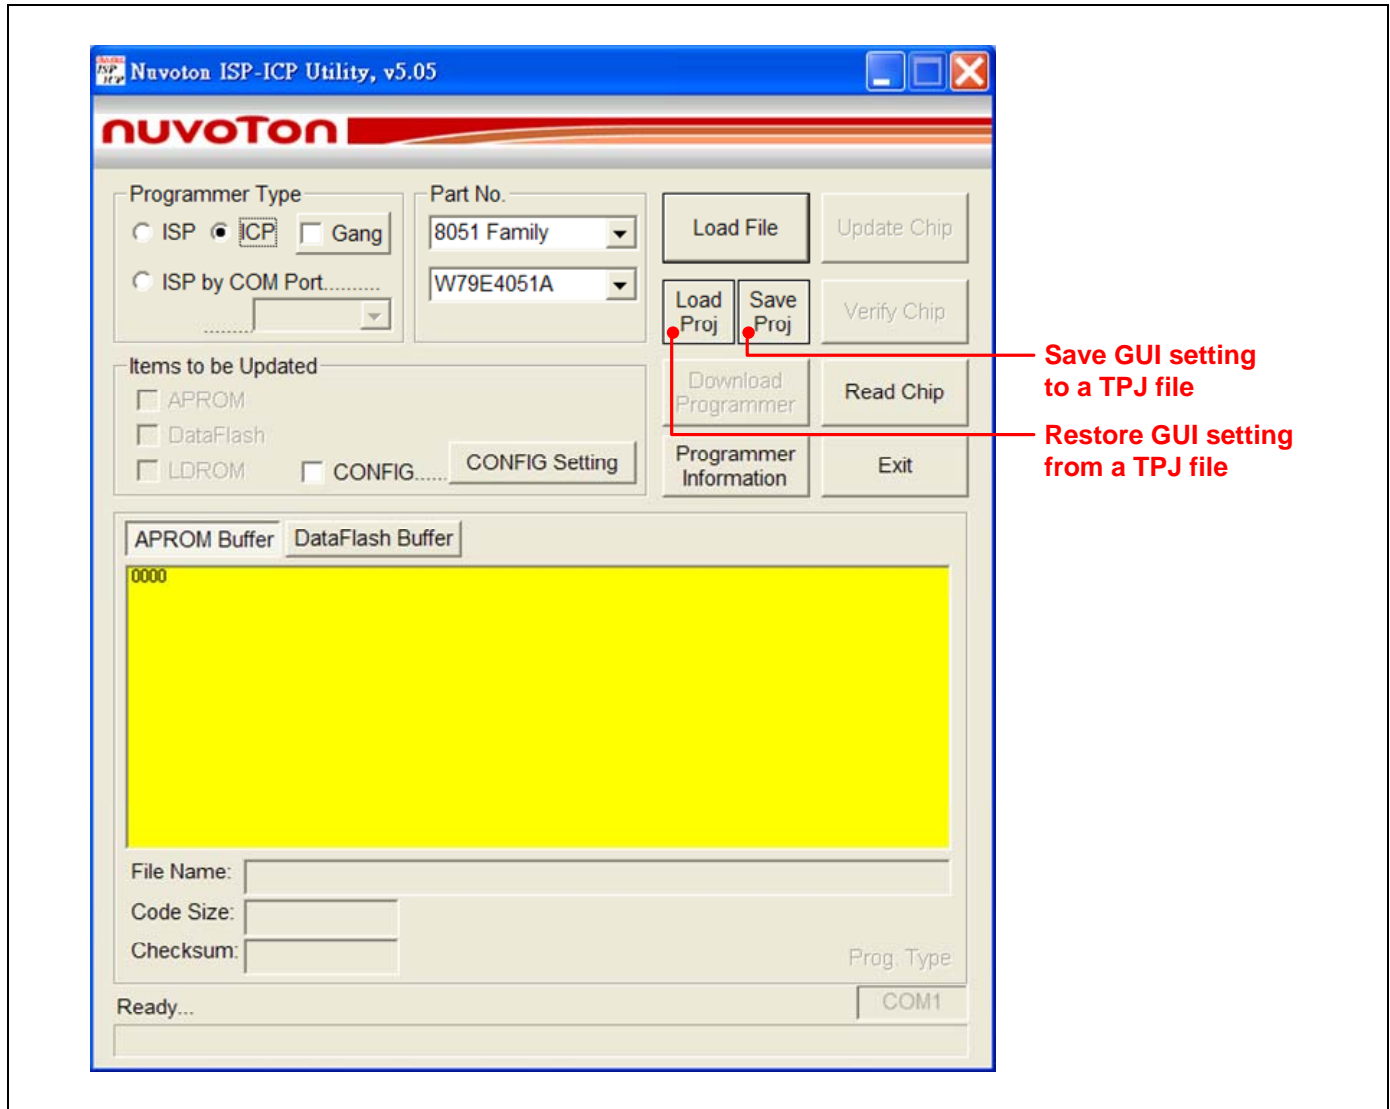 Nuvoton ISP-ICP Utility, v5.05
nuvoTon
Programmer Type
ISP ICP Gang
ISP by COM Port..........
.........
Part No.
8051 Family
W79E4051A
Load File
Update Chip
Load
Proj
Save
Proj
Verify Chip
Items to be Updated
APROM
DataFlash
LDROM CONFIG...... CONFIG Setting
Download
Programmer
Read Chip
Programmer
Information
Exit
Save GUI setting
to a TPJ file
Restore GUI setting
from a TPJ file
APROM Buffer DataFlash Buffer
0000
File Name:
Code Size:
Checksum:
Prog. Type
Ready...
COM1